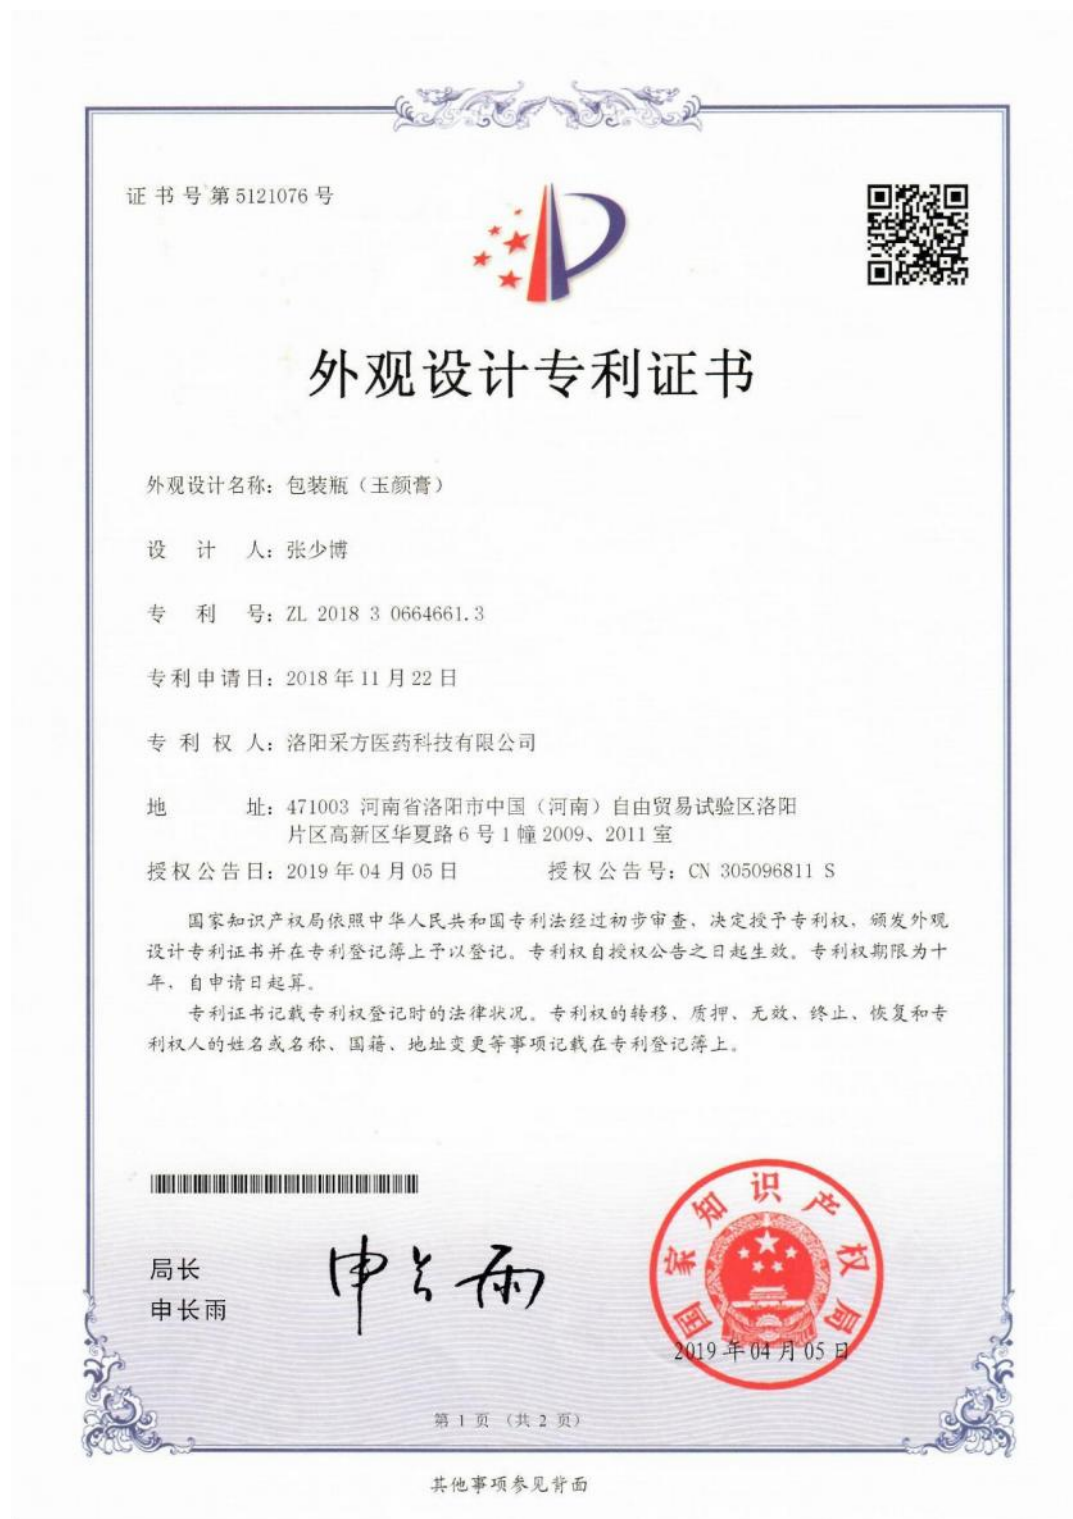 证书号第5121076号
外观设计专利证书
外观设计名称：包装瓶（玉颜膏）
设计人：张少博
专利号：ZL 2018 3 0664661.3
专利申请日：2018年11月22日
专利权人：洛阳采方医药科技有限公司
地址：471003 河南省洛阳市中国（河南）自由贸易试验区洛阳
片区高新区华夏路6号1幢2009、2011室
授权公告日：2019年04月05日 授权公告号：CN 305096811 S
国家知识产权局依照中华人民共和国专利法经过初步审查，决定授予专利权，颁发外观
设计专利证书并在专利登记簿上予以登记。专利权自授权公告之日起生效。专利权期限为十
年，自申请日起算。
专利证书记载专利权登记时的法律状况。专利权的转移、质押、无效、终止、恢复和专
利权人的姓名或名称、国籍、地址变更等事项记载在专利登记簿上。
局长
申长雨
申长雨
国家知识产权局
2019年04月05日
第1页（共2页）
其他事项参见背面